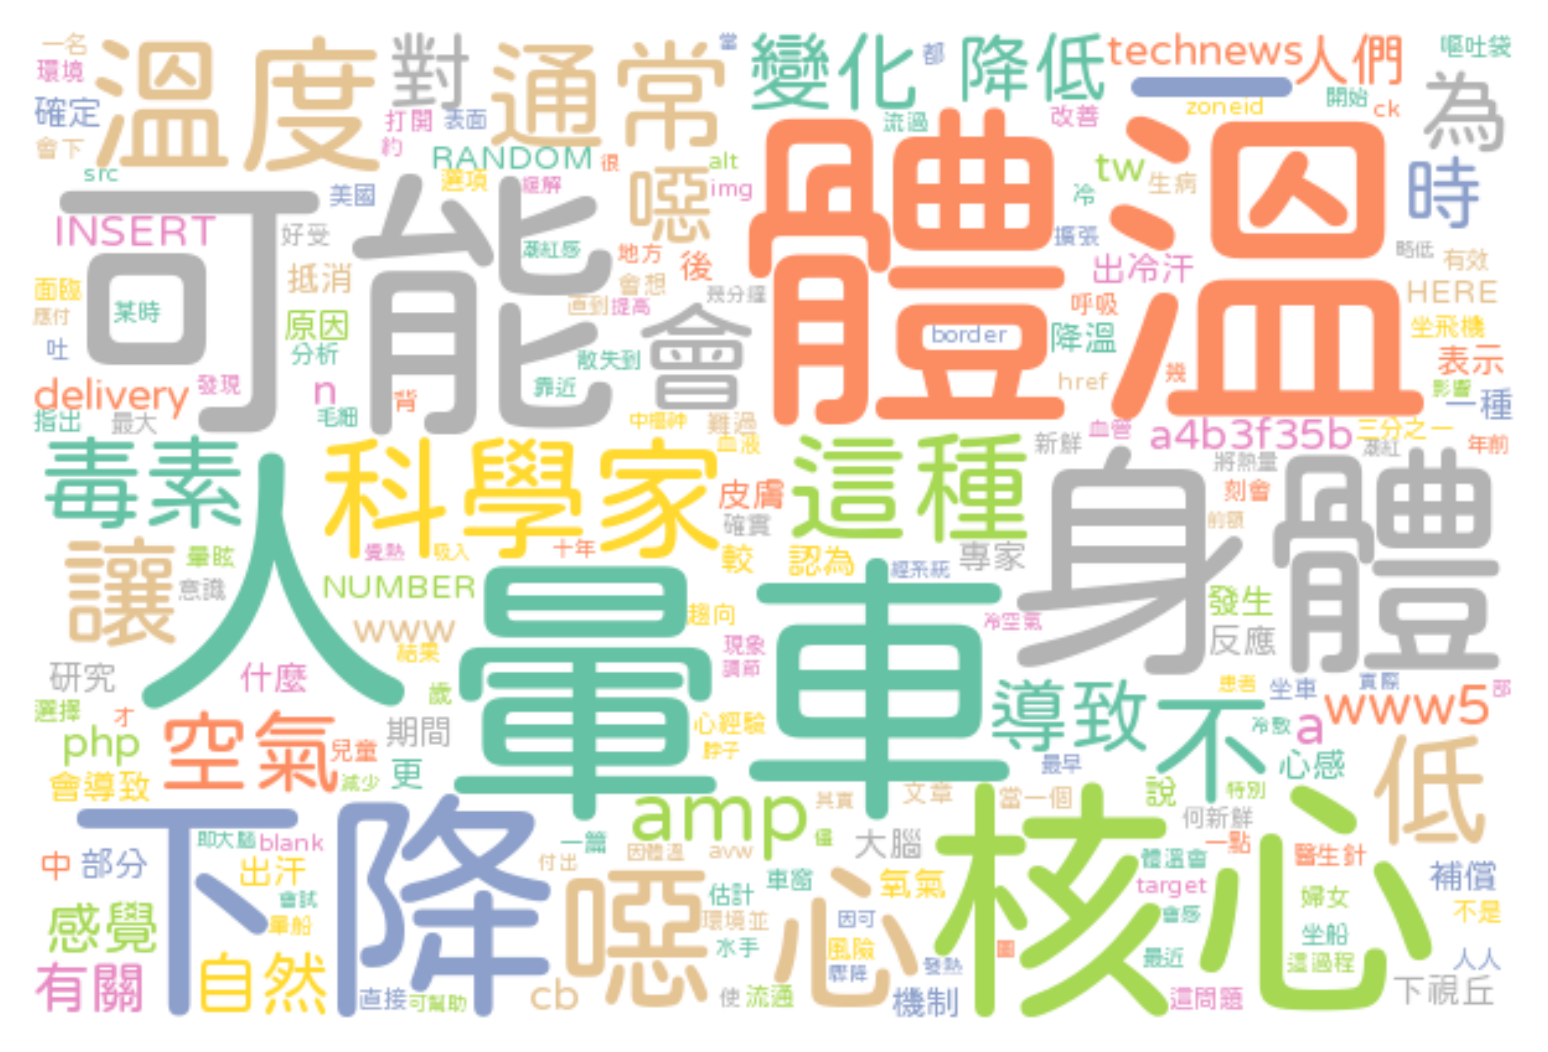 一名
溫度
對
通常
當
變化
都
降低
technews
人們
嘔吐袋
環境
一
為
確定
打開
表面
流過
改善
zoneid
開始
ck
會下
約
RANDOM
很
alt
src
選項
緩解
img
噁
體溫
tw
生病
時
可能
美國
冷
INSERT
好受
潮紅感
地方
後
擴張
出冷汗
時低
有效
抵消
會想
幾分鐘
面臨
直到
提高
呼吸
HERE
應付
某時
原因
會
border
降溫
坐飛機
吐
分析
散失到
表示
delivery
發現
n
背
靠近
href
幾
影響
一種
指出
最大
毛細
中樞神
難過
a4b3f35b
三分之一
毒素
人
科學家
血液
這種
新鮮
血管
潮紅
年前
將熱量
身體
皮膚
刻會
確實
前額
讓
暈眩
覺熱
吸入
十年
較
認為
專家
意識
NUMBER
暈車
經系統
發生
趨向
冷空氣
www
反應
結果
現象
研究
什麼
調節
歲
導致
患者
坐車
實際
部
選擇
才
空氣
期間
心經驗
不
冷敷
a
www5
php
兒童
脖子
最早
心感
低
會導致
減少
更
說
特別
下降
amp
其實
文章
當一個
核心
何新鮮
即大腦
blank
一篇
因體溫
avw
僅
大腦
一點
醫生針
中
部分
出汗
付出
噁心
體溫會
target
補償
會試
估計
車窗
氧氣
婦女
感覺
暈船
環境並
因可
會感
不是
水手
風險
圖
坐船
有關
自然
驟降
發熱
最近
這過程
人人
直接
可幫助
cb
使
流通
機制
這問題
下視丘